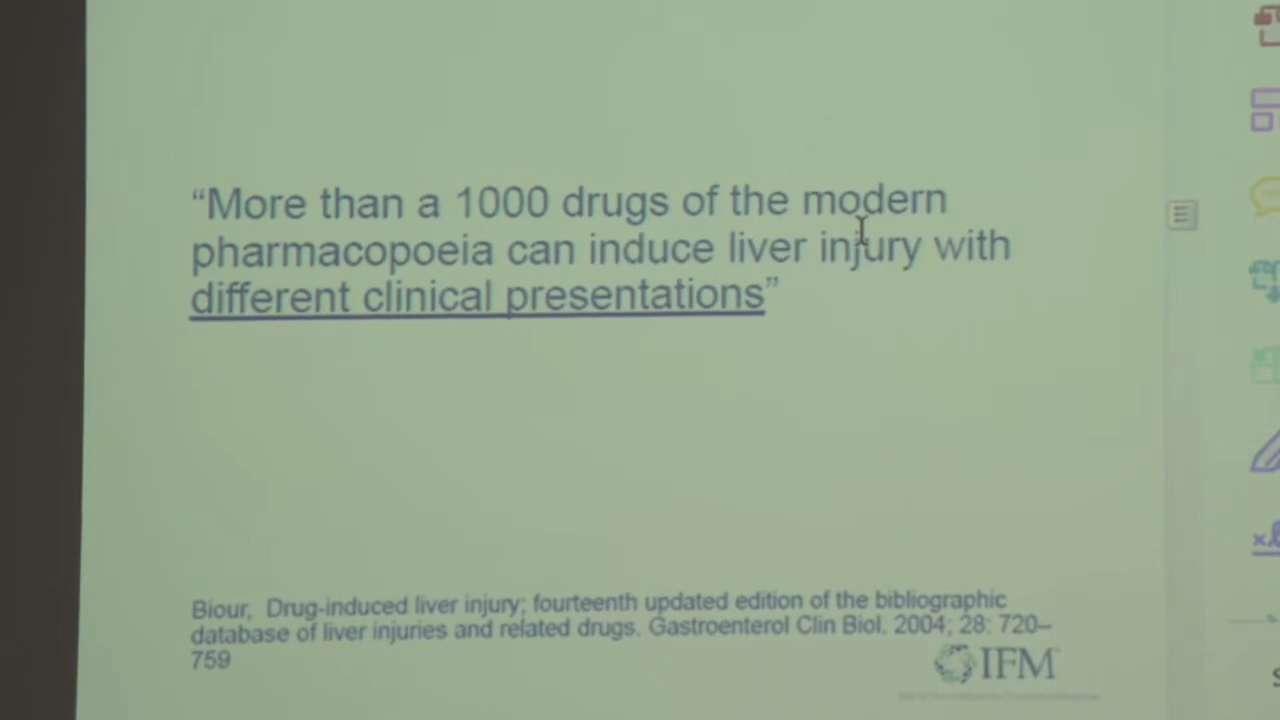 “More than a 1000 drugs of the modern
pharmacopoeia can induce liver injury with
different clinical presentations”
Biour, Drug-induced liver injury; fourteenth updated edition of the bibliographic
database of liver injuries and related drugs. Gastroenterol Clin Biol. 2004; 28: 720–
759
IFM